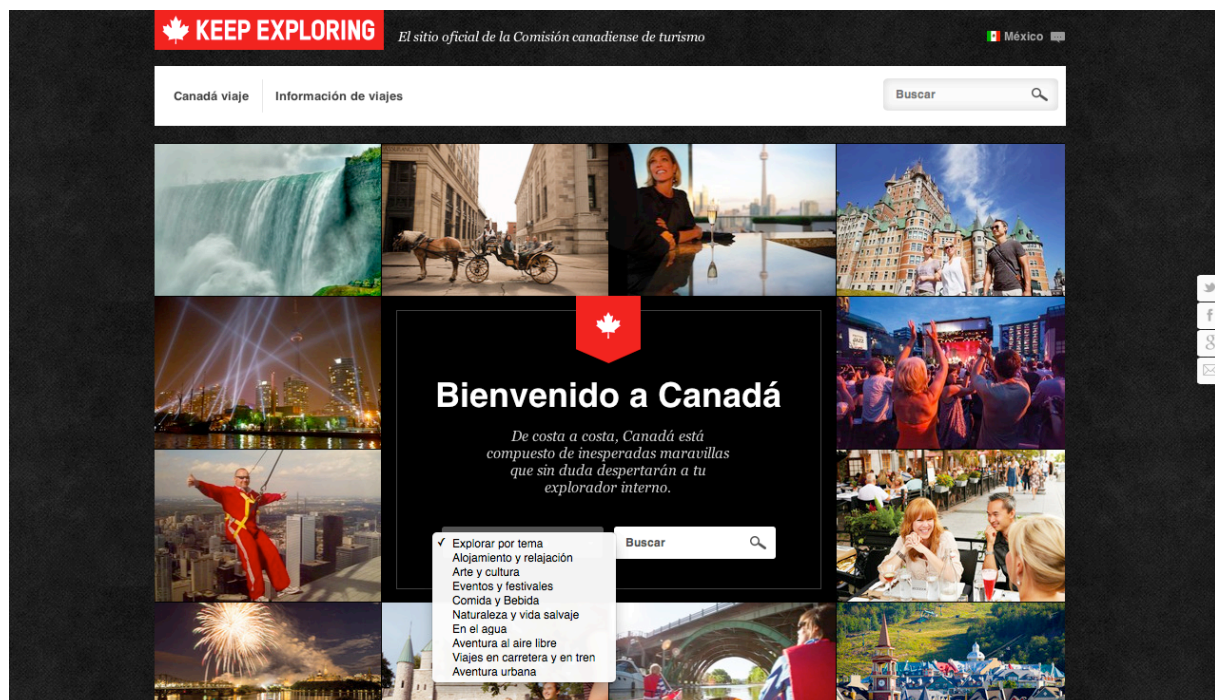 KEEP EXPLORING
El sitio oficial de la Comisión canadiense de turismo
México
Canadá viaje
Información de viajes
Buscar
Bienvenido a Canadá
De costa a costa, Canadá está
compuesto de inesperadas maravillas
que sin duda despertarán a tu
explorador interno.
Explorar por tema
Buscar
Alojamiento y relajación
Arte y cultura
Eventos y festivales
Comida y Bebida
Naturaleza y vida salvaje
En el agua
Aventura al aire libre
Viajes en carretera y en tren
Aventura urbana